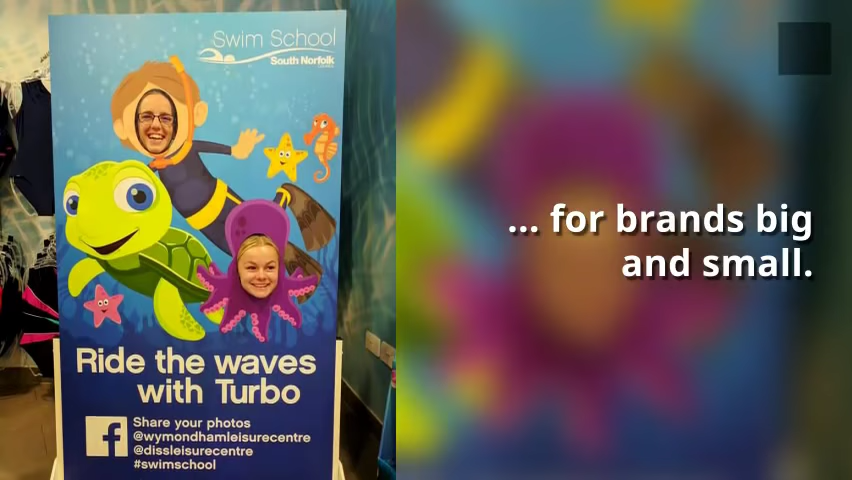 Swim School
South Norfolk
Ride the waves
with Turbo
Share your photos
@wymondhamleisurecentre
@dissleisurecentre
#swimschool
... for brands big
and small.